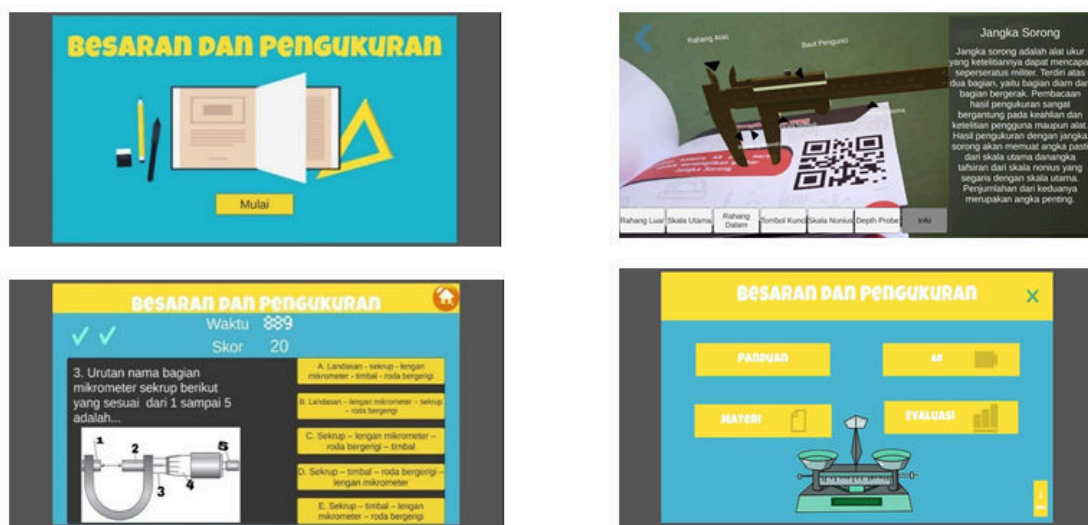 BESARAN DAN PENGUKURAN
Mulai
Rahang Atas
Baut Pengunci
Jangka Sorong
Jangka sorong adalah alat ukur
yang ketelitiannya dapat mencapai
seperseratus militer. Terdiri atas
dua bagian, yaitu bagian diam dan
bagian bergerak. Pembacaan
hasil pengukuran sangat
bergantung pada keahlian dan
ketelitian pengguna maupun alat.
Hasil pengukuran dengan jangka
sorong akan memuat angka pasti
dari skala utama danangka
tafsiran dari skala nonius yang
segaris dengan skala utama.
Penjumlahan dari keduanya
merupakan angka penting.
Rahang Luar
Skala Utama
Rahang
Dalam
Tombol Kunci
Skala Nonius
Depth Probe
Info
BESARAN DAN PENGUKURAN
Waktu 889
Skor 20
3. Urutan nama bagian
mikrometer sekrup berikut
yang sesuai dari 1 sampai 5
adalah...
1
2
3
4
5
A. Landasan - sekrup - lengan
mikrometer - timbal - roda bergerigi
B. Landasan – lengan mikrometer – sekrup
– roda bergerigi
C. Sekrup – lengan mikrometer –
roda bergerigi – timbal
D. Sekrup – timbal – roda bergerigi –
lengan mikrometer
E. Sekrup – timbal – lengan
mikrometer – roda bergerigi
BESARAN DAN PENGUKURAN
X
PANDUAN
AR
MATERI
EVALUASI